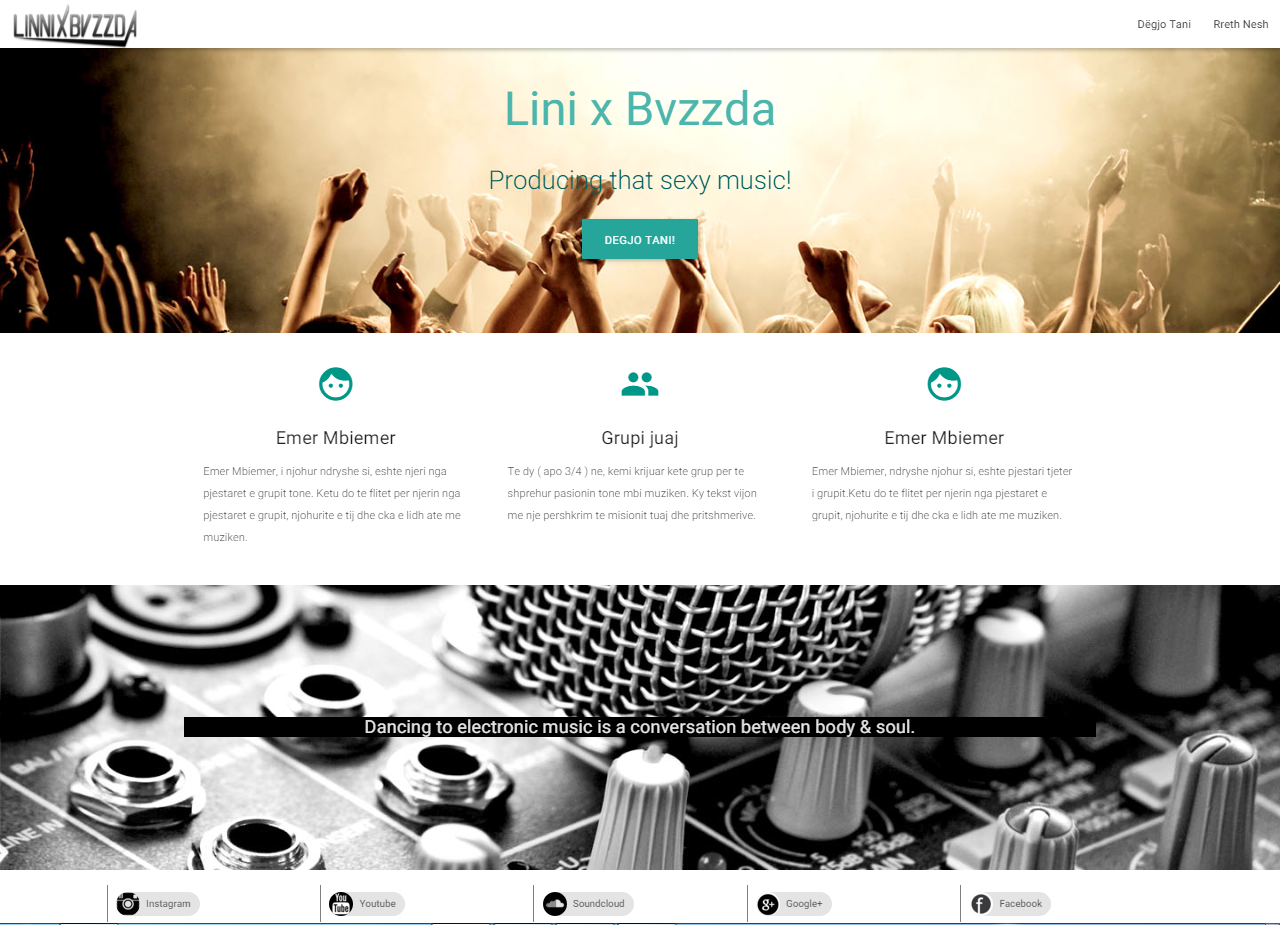 LINNIXBVZZDA
Dëgjo Tani
Rreth Nesh
Lini x Bvzzda
Producing that sexy music!
DEGJO TANI!
Emer Mbiemer
Emer Mbiemer, i njohur ndryshe si, eshte njeri nga
pjestaret e grupit tone. Ketu do te flitet per njerin nga
pjestaret e grupit, njohurite e tij dhe cka e lidh ate me
muziken.
Grupi juaj
Te dy ( apo 3/4 ) ne, kemi krijuar kete grup per te
shprehur pasionin tone mbi muziken. Ky tekst vijon
me nje pershkrim te misionit tuaj dhe pritshmerive.
Emer Mbiemer
Emer Mbiemer, ndryshe njohur si, eshte pjestari tjeter
i grupit.Ketu do te flitet per njerin nga pjestaret e
grupit, njohurite e tij dhe cka e lidh ate me muziken.
Dancing to electronic music is a conversation between body & soul.
LINE IN
Instagram
You
Tube
Youtube
Soundcloud
g+
Google+
f
Facebook